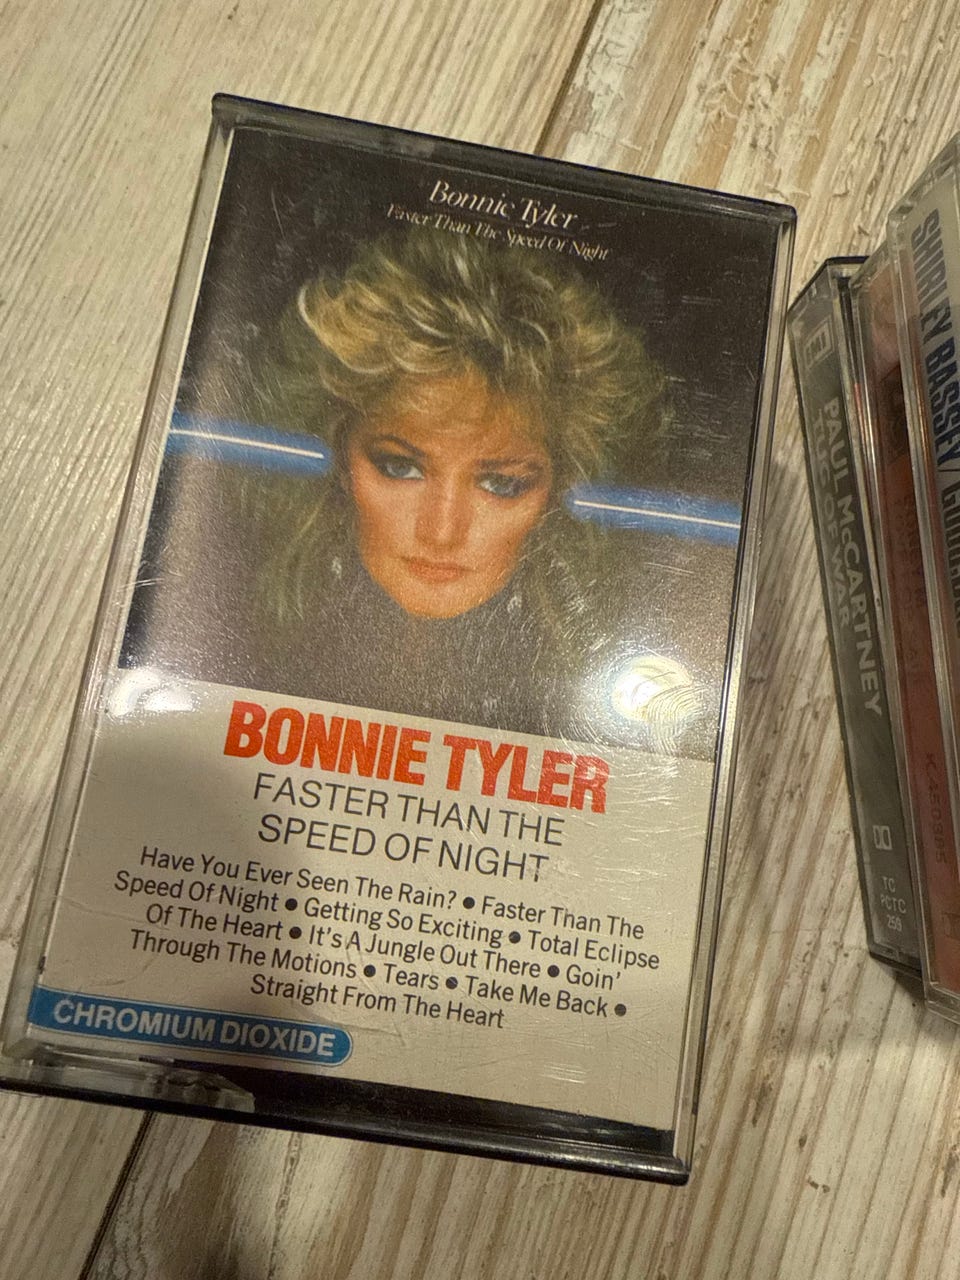 Bonnie Tyler
Faster Than The Speed Of Night
BONNIE TYLER
FASTER THAN THE
SPEED OF NIGHT
Have You Ever Seen The Rain? ● Faster Than The
Speed Of Night ● Getting So Exciting ● Total Eclipse
Of The Heart ● It's A Jungle Out There ● Goin'
Through The Motions ● Tears ● Take Me Back ●
Straight From The Heart
CHROMIUM DIOXIDE
EMI
PAUL McCARTNEY
TUG OF WAR
TC
PCTC
259
SHIRLEY BASSEY/